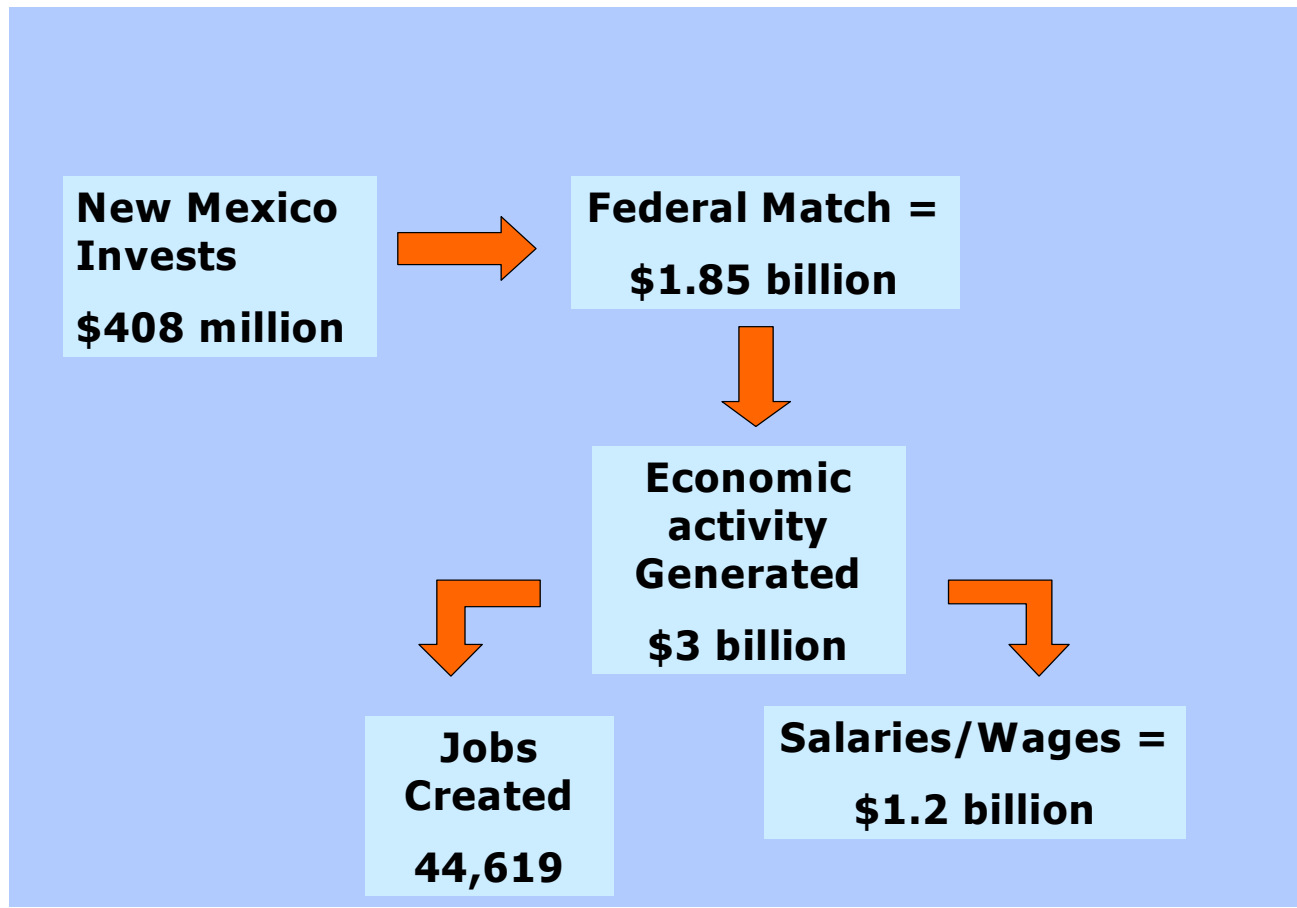 New Mexico
Invests
$408 million
Federal Match =
$1.85 billion
Economic
activity
Generated
$3 billion
Jobs
Created
44,619
Salaries/Wages =
$1.2 billion